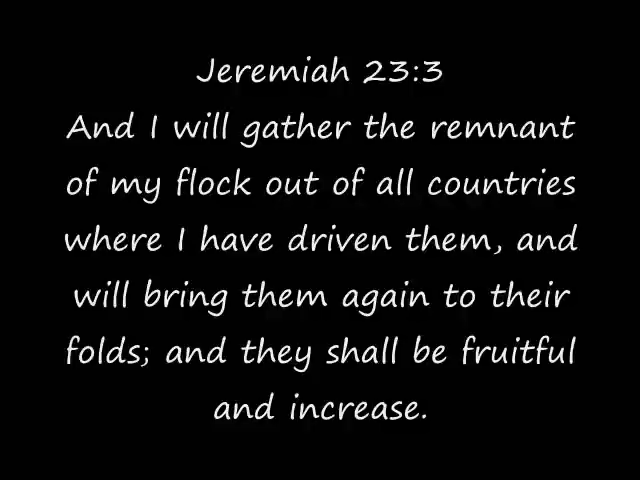 Jeremiah 23:3
And I will gather the remnant
of my flock out of all countries
where I have driven them, and
will bring them again to their
folds; and they shall be fruitful
and increase.